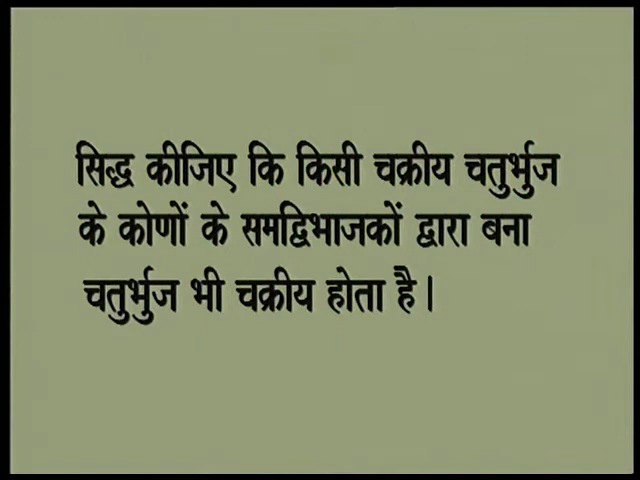 सिद्ध कीजिए कि किसी चक्रीय चतुर्भुज
के कोणों के समद्विभाजकों द्वारा बना
चतुर्भुज भी चक्रीय होता है।